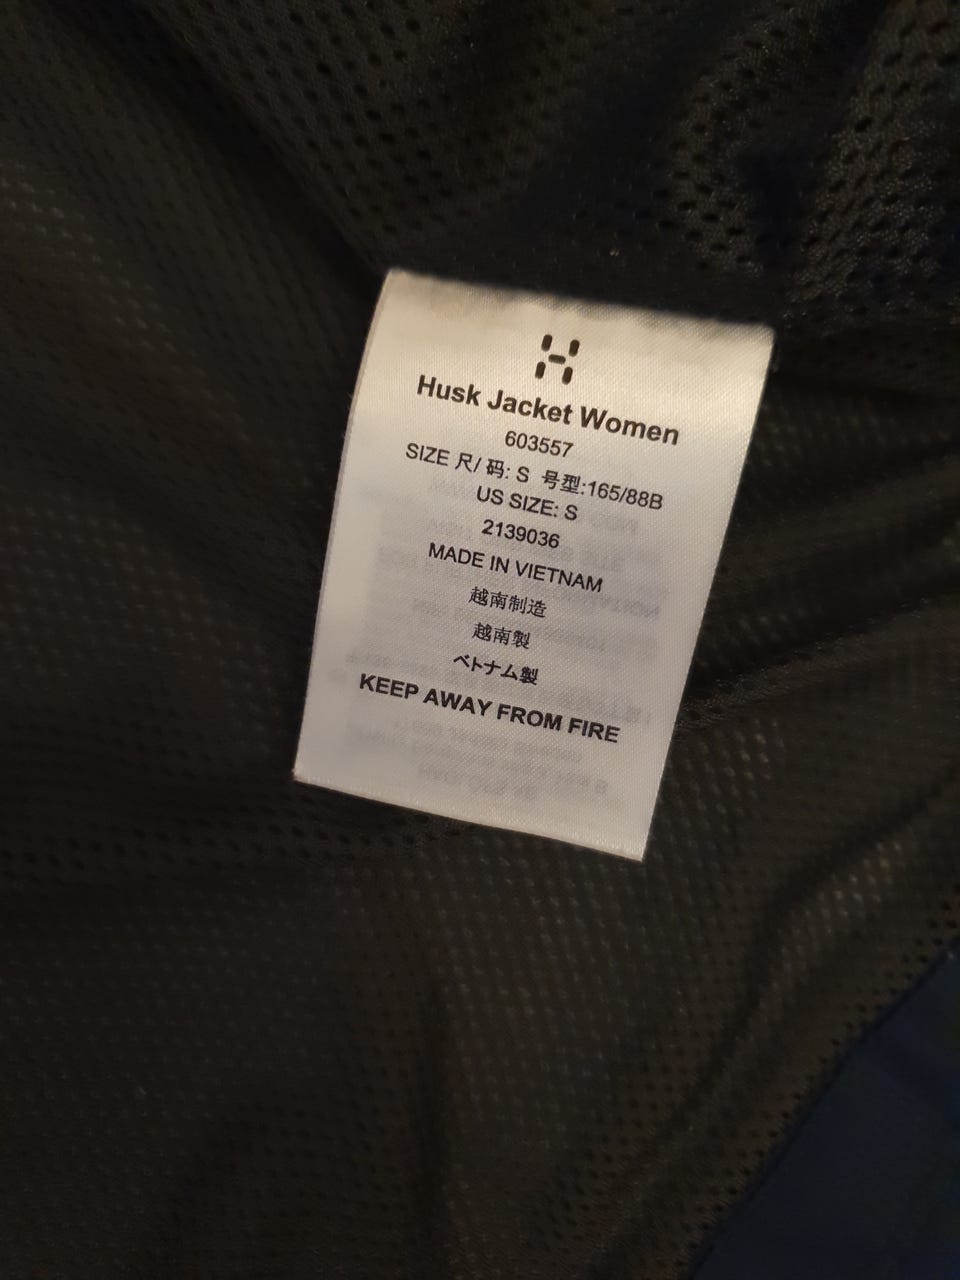 Husk Jacket Women
603557
SIZE 尺/ 码: S 号型:165/88B
US SIZE: S
2139036
MADE IN VIETNAM
越南制造
越南製
ベトナム製
KEEP AWAY FROM FIRE